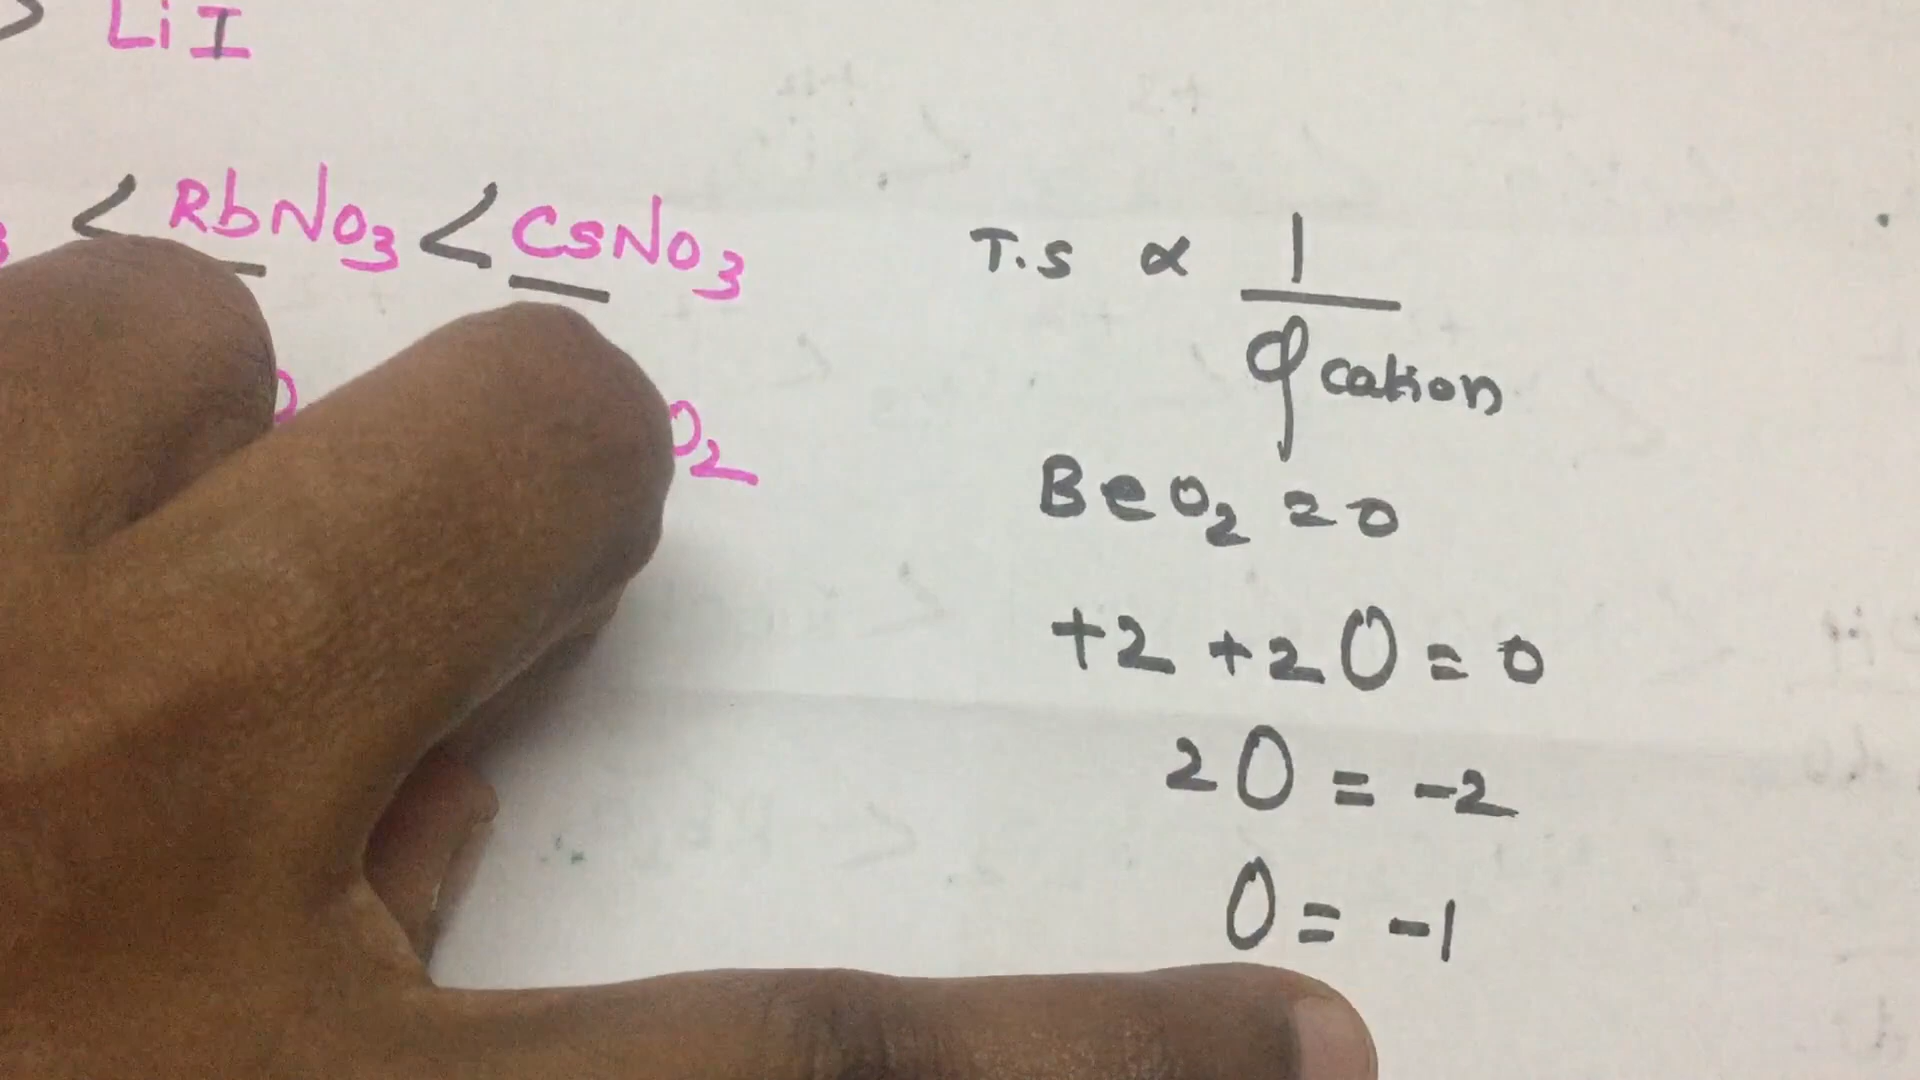 > LiI
< RbNO3 < CsNO3
O2
T.S ∝ 1/φcation
BeO2 = 0
+2 +2O = 0
2O = -2
O = -1